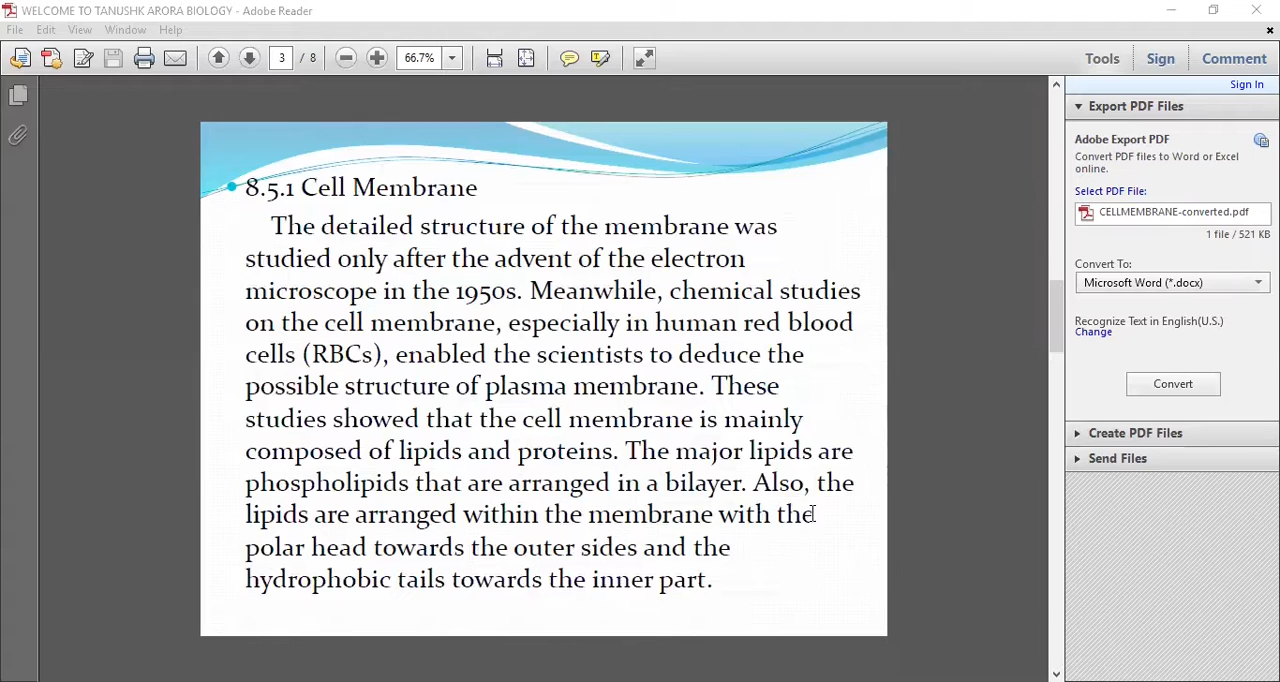 WELCOME TO TANUSHK ARORA BIOLOGY - Adobe Reader
File Edit View Window Help
3 / 8 66.7% Tools Sign Comment
Sign In
Export PDF Files
Adobe Export PDF
Convert PDF files to Word or Excel
online.
Select PDF File:
CELLMEMBRANE-converted.pdf
1 file / 521 KB
Convert To:
Microsoft Word (*.docx)
Recognize Text in English(U.S.)
Change
Convert
Create PDF Files
Send Files
8.5.1 Cell Membrane
The detailed structure of the membrane was
studied only after the advent of the electron
microscope in the 1950s. Meanwhile, chemical studies
on the cell membrane, especially in human red blood
cells (RBCs), enabled the scientists to deduce the
possible structure of plasma membrane. These
studies showed that the cell membrane is mainly
composed of lipids and proteins. The major lipids are
phospholipids that are arranged in a bilayer. Also, the
lipids are arranged within the membrane with the
polar head towards the outer sides and the
hydrophobic tails towards the inner part.